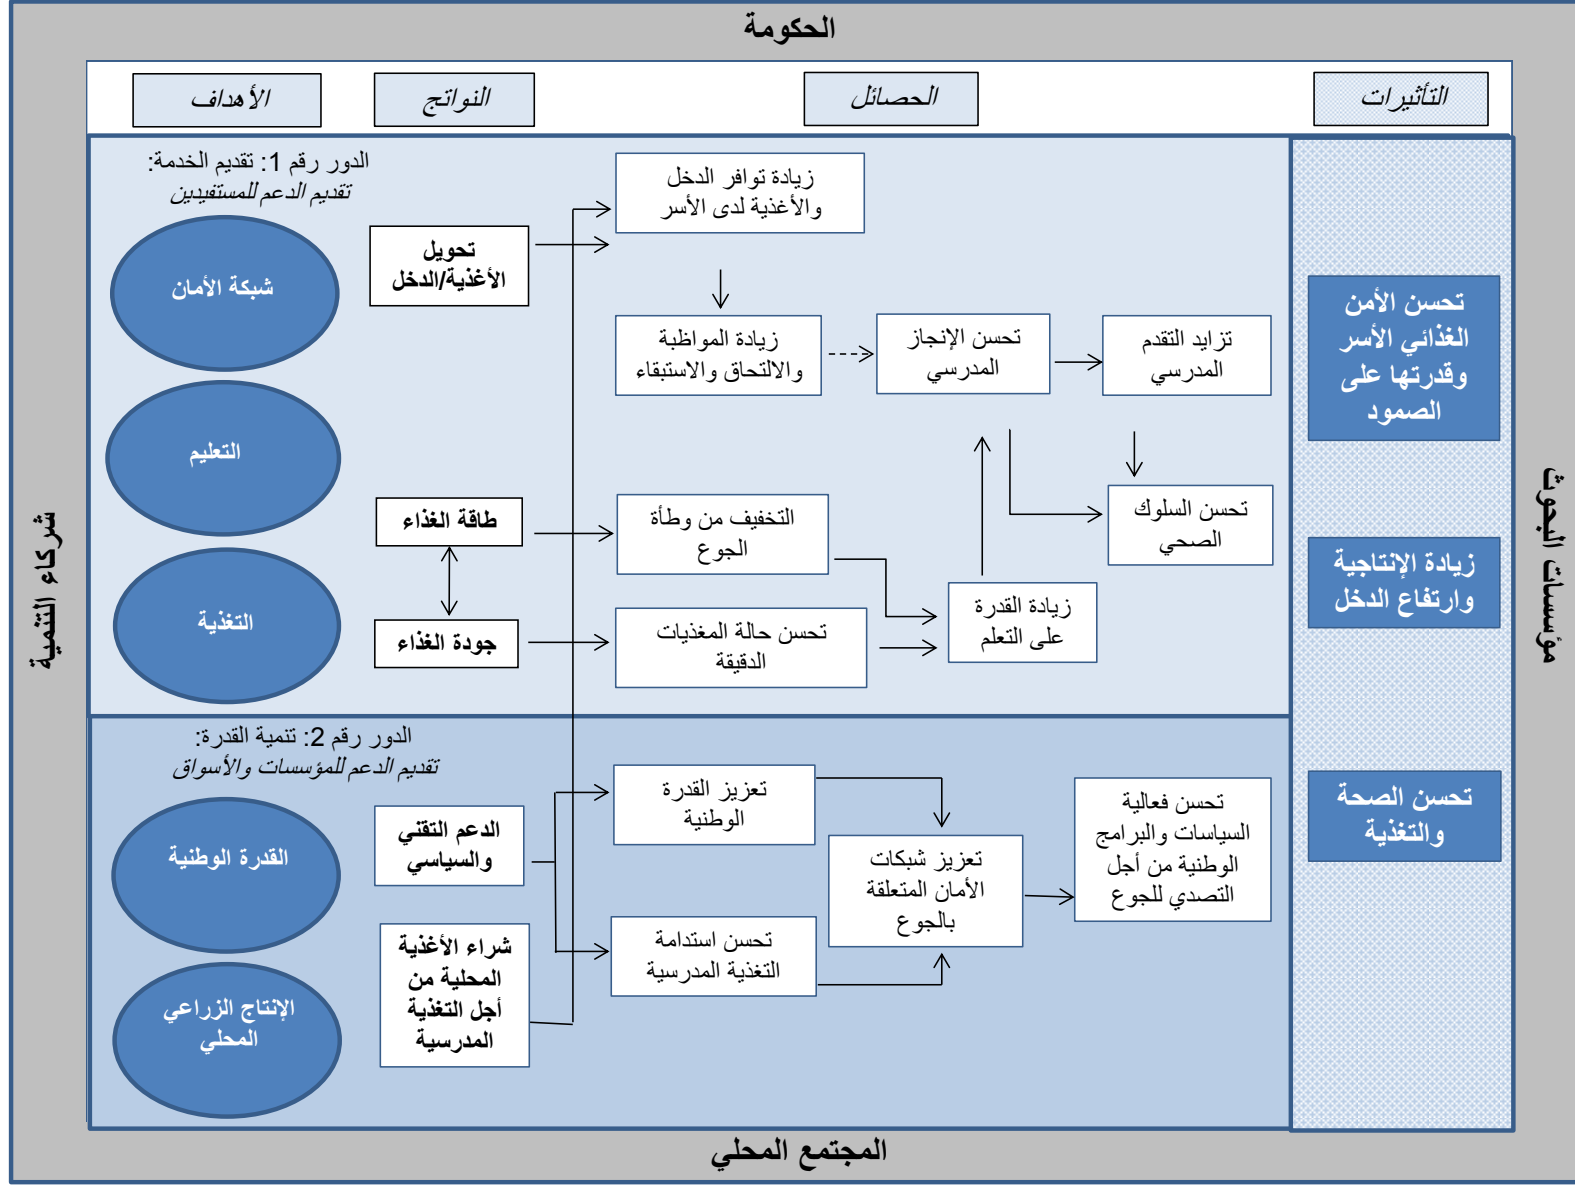 الحكومة
الأهداف
النواتج
الحصائل
التأثيرات
الدور رقم 1: تقديم الخدمة:
تقديم الدعم للمستفيدين
شبكة الأمان
التعليم
التغذية
تحويل
الأغذية/الدخل
طاقة الغذاء
جودة الغذاء
زيادة توافر الدخل
والأغذية لدى الأسر
زيادة المواظبة
والالتحاق والاستبقاء
تحسن الإنجاز
المدرسي
تزايد التقدم
المدرسي
التخفيف من وطأة
الجوع
تحسن حالة المغذيات
الدقيقة
زيادة القدرة
على التعلم
تحسن السلوك
الصحي
الدور رقم 2: تنمية القدرة:
تقديم الدعم للمؤسسات والأسواق
القدرة الوطنية
الإنتاج الزراعي
المحلي
الدعم التقني
والسياسي
شراء الأغذية
المحلية من
أجل التغذية
المدرسية
تعزيز القدرة
الوطنية
تحسن استدامة
التغذية المدرسية
تعزيز شبكات
الأمان المتعلقة
بالجوع
تحسن فعالية
السياسات والبرامج
الوطنية من أجل
التصدي للجوع
تحسن الأمن
الغذائي الأسر
وقدرتها على
الصمود
زيادة الإنتاجية
وارتفاع الدخل
تحسن الصحة
والتغذية
شركاء التنمية
مؤسسات البحوث
المجتمع المحلي